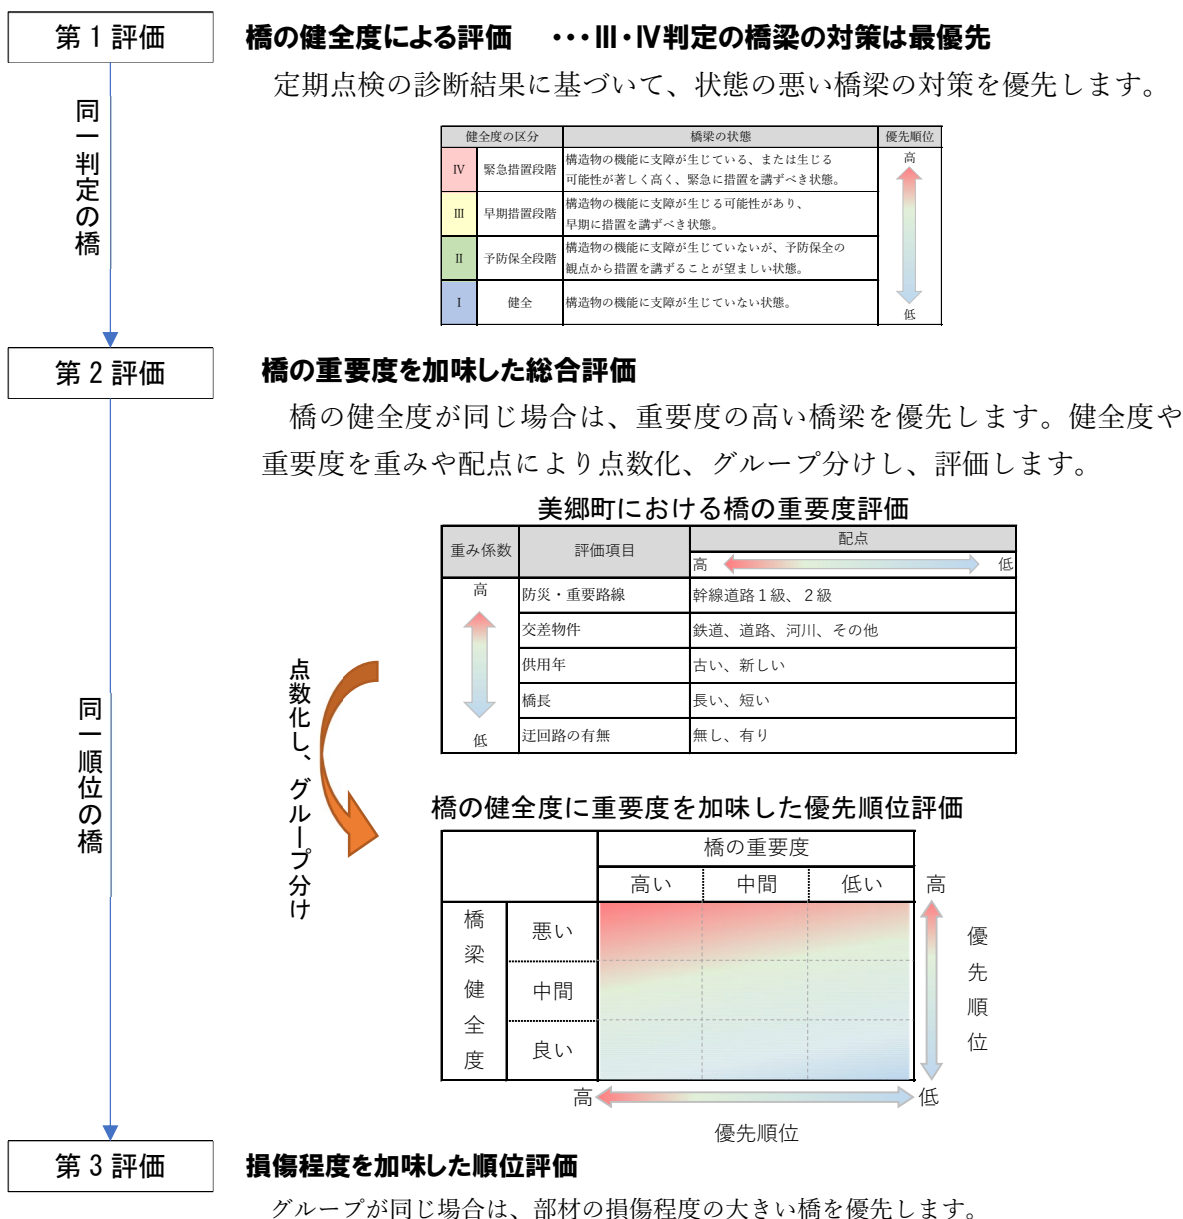 第１評価
橋の健全度による評価　・・・Ⅲ・Ⅳ判定の橋梁の対策は最優先
定期点検の診断結果に基づいて、状態の悪い橋梁の対策を優先します。
同一判定の橋
健全度の区分 橋梁の状態 優先順位
Ⅳ 緊急措置段階 構造物の機能に支障が生じている、または生じる
可能性が著しく高く、緊急に措置を講ずべき状態。
高
Ⅲ 早期措置段階 構造物の機能に支障が生じる可能性があり、
早期に措置を講ずべき状態。
Ⅱ 予防保全段階 構造物の機能に支障が生じていないが、予防保全の
観点から措置を講ずることが望ましい状態。
Ⅰ 健全 構造物の機能に支障が生じていない状態。
低
第２評価
橋の重要度を加味した総合評価
橋の健全度が同じ場合は、重要度の高い橋梁を優先します。健全度や
重要度を重みや配点により点数化、グループ分けし、評価します。
同一順位の橋
美郷町における橋の重要度評価
重み係数 評価項目 配点
高 低
高
防災・重要路線 幹線道路１級、２級
交差物件 鉄道、道路、河川、その他
供用年 古い、新しい
橋長 長い、短い
低
迂回路の有無 無し、有り
点数化し、グループ分け
橋の健全度に重要度を加味した優先順位評価
橋の重要度
高い 中間 低い
橋梁健全度
悪い
中間
良い
高
優先順位
低
高
優先順位
第３評価
損傷程度を加味した順位評価
グループが同じ場合は、部材の損傷程度の大きい橋を優先します。